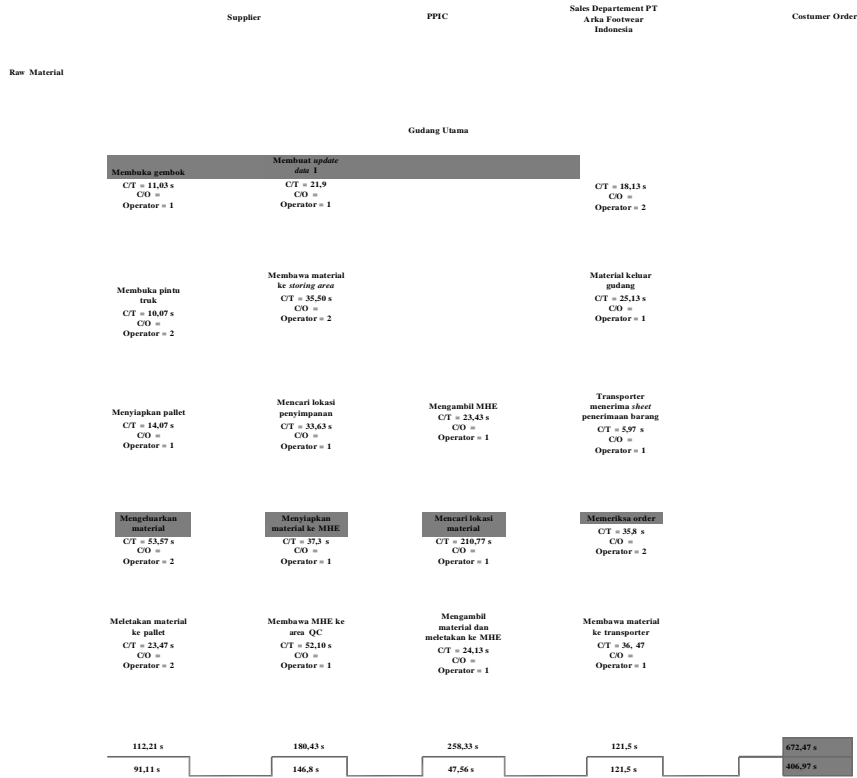 Supplier
PPIC
Sales Departement PT
Arka Footwear
Indonesia
Costumer Order
Raw Material
Gudang Utama
Membuka gembok
C/T = 11,03 s
C/O =
Operator = 1
Membuat update
data 1
C/T = 21,9
C/O =
Operator = 1
C/T = 18,13 s
C/O =
Operator = 2
Membuka pintu
truk
C/T = 10,07 s
C/O =
Operator = 2
Membawa material
ke storing area
C/T = 35,50 s
C/O =
Operator = 2
Material keluar
gudang
C/T = 25,13 s
C/O =
Operator = 1
Menyiapkan pallet
C/T = 14,07 s
C/O =
Operator = 1
Mencari lokasi
penyimpanan
C/T = 33,63 s
C/O =
Operator = 1
Mengambil MHE
C/T = 23,43 s
C/O =
Operator = 1
Transporter
menerima sheet
penerimaan barang
C/T = 5,97 s
C/O =
Operator = 1
Mengeluarkan
material
C/T = 53,57 s
C/O =
Operator = 2
Menyiapkan
material ke MHE
C/T = 37,3 s
C/O =
Operator = 1
Mencari lokasi
material
C/T = 210,77 s
C/O =
Operator = 1
Memeriksa order
C/T = 35,8 s
C/O =
Operator = 2
Meletakan material
ke pallet
C/T = 23,47 s
C/O =
Operator = 2
Membawa MHE ke
area QC
C/T = 52,10 s
C/O =
Operator = 1
Mengambil
material dan
meletakan ke MHE
C/T = 24,13 s
C/O =
Operator = 1
Membawa material
ke transporter
C/T = 36, 47
C/O =
Operator = 1
112,21 s
180,43 s
258,33 s
121,5 s
672,47 s
91,11 s
146,8 s
47,56 s
121,5 s
406,97 s